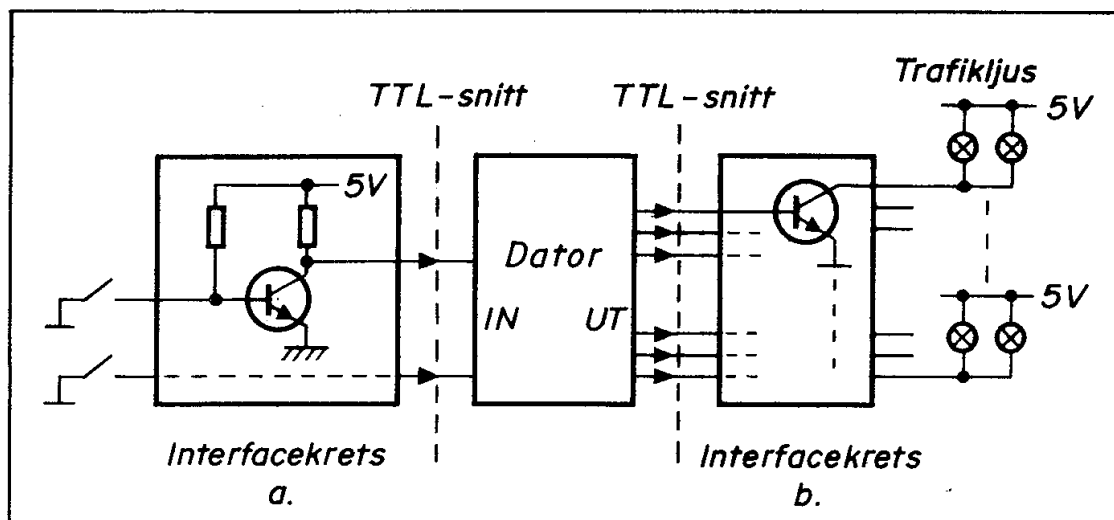 Trafikljus
TTL-snitt
TTL-snitt
5V
5V
Dator
IN
UT
5V
Interfacekrets
a.
Interfacekrets
b.